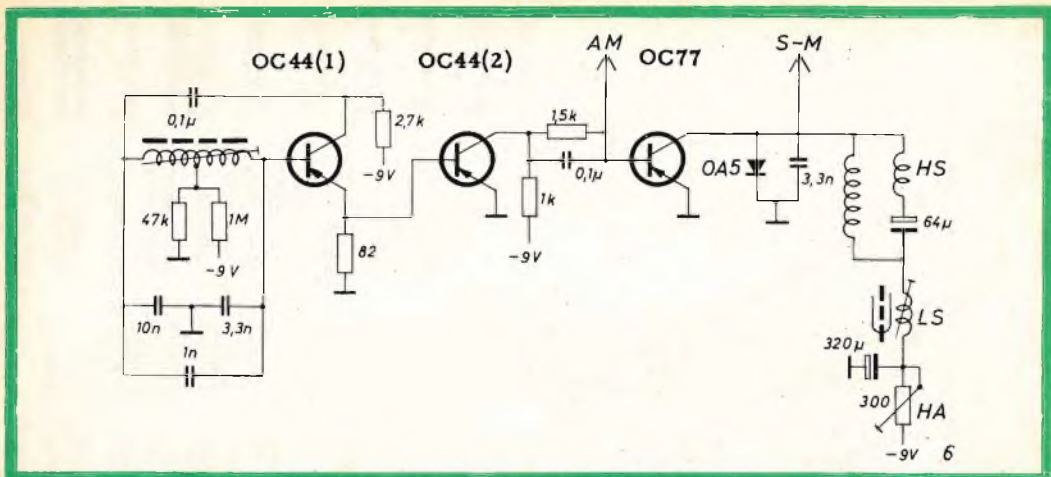 AM
S-M
OC44(1)
OC44(2)
OC77
0,1µ
2,7k
-9V
1,5k
0,1µ
OA5
3,3n
HS
64µ
47k
1M
-9V
82
1k
-9V
10n
3,3n
1n
LS
320µ
300
HA
-9V
6